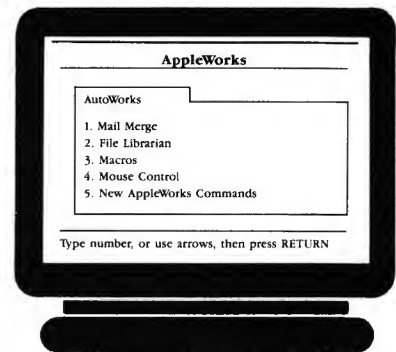 AppleWorks
AutoWorks
1. Mail Merge
2. File Librarian
3. Macros
4. Mouse Control
5. New AppleWorks Commands
Type number, or use arrows, then press RETURN